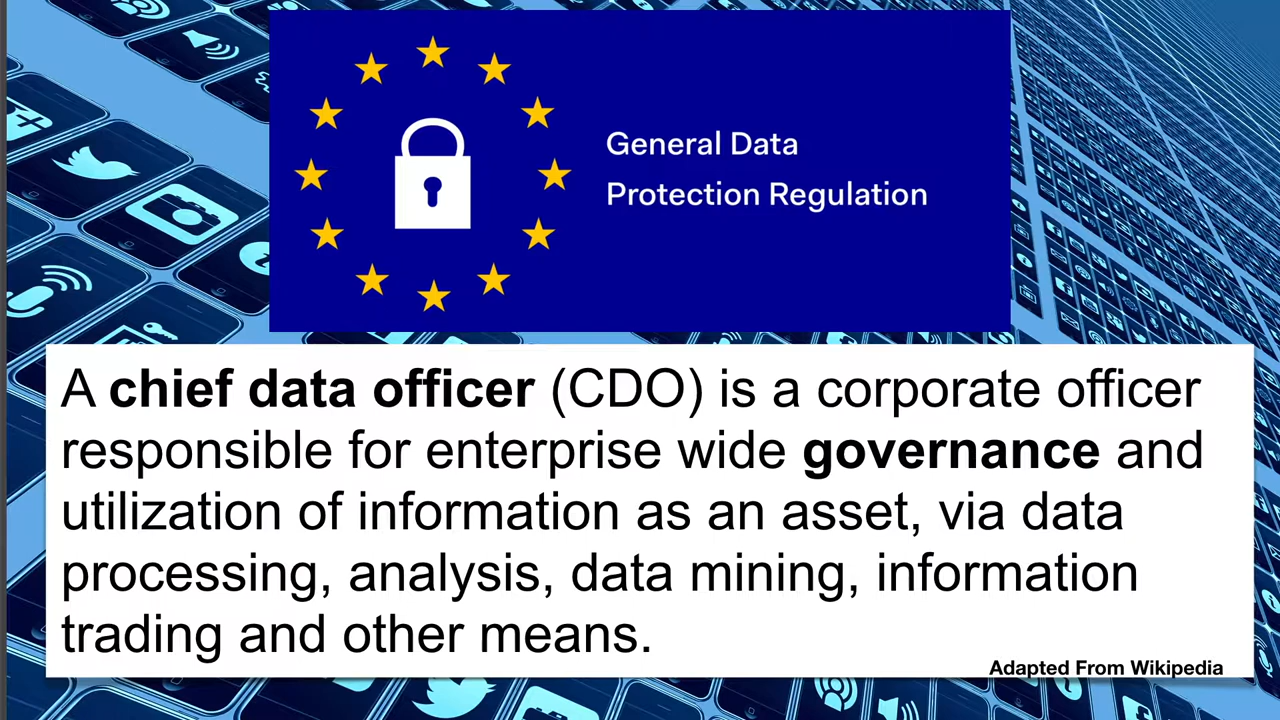 General Data
Protection Regulation
A chief data officer (CDO) is a corporate officer
responsible for enterprise wide governance and
utilization of information as an asset, via data
processing, analysis, data mining, information
trading and other means.
Adapted From Wikipedia